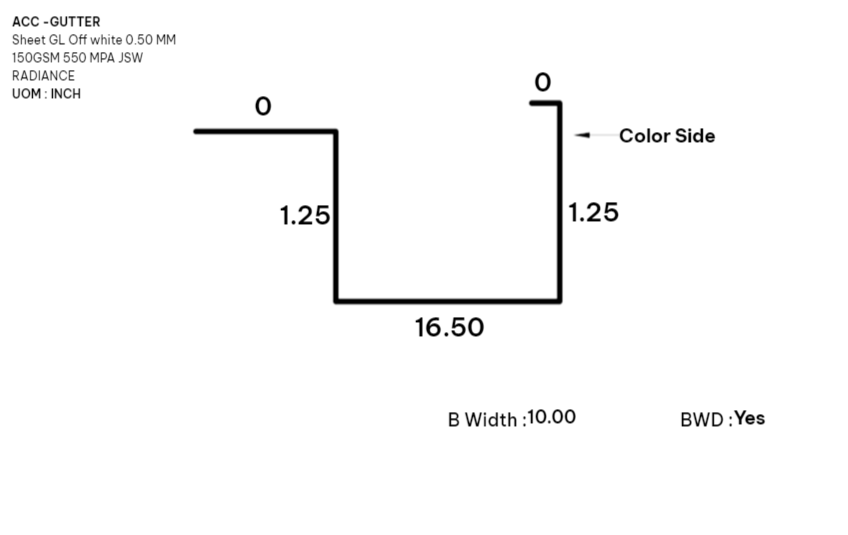 ACC -GUTTER
Sheet GL Off white 0.50 MM
150GSM 550 MPA JSW
RADIANCE
UOM : INCH
0
0
Color Side
1.25
1.25
16.50
B Width :10.00
BWD :Yes